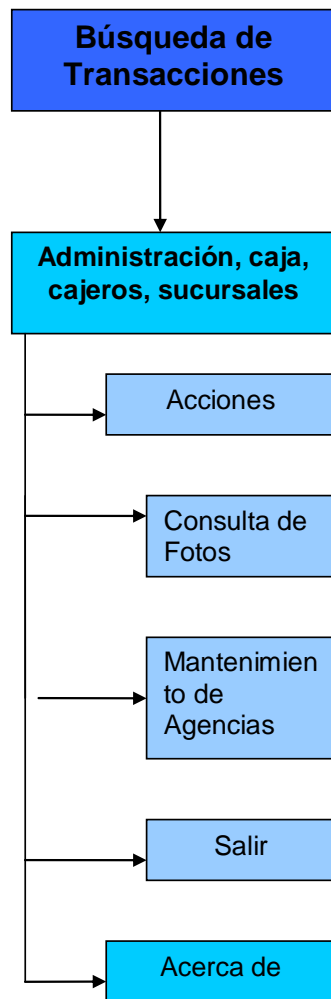 Búsqueda de
Transacciones
Administración, caja,
cajeros, sucursales
Acciones
Consulta de
Fotos
Mantenimien
to de
Agencias
Salir
Acerca de